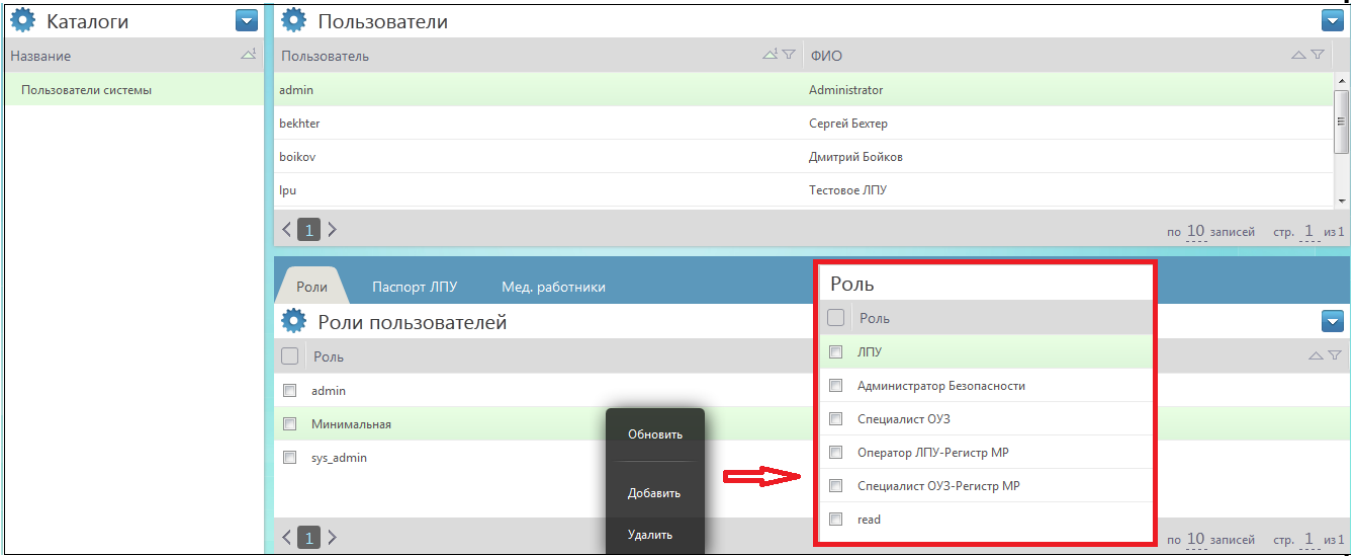 Каталоги
Название
1
Пользователи системы
Пользователи
Пользователь 1 ФИО
admin Administrator
bekhter Сергей Бехтер
boikov Дмитрий Бойков
lpu Тестовое ЛПУ
1 по 10 записей стр. 1 из 1
Роли Паспорт ЛПУ Мед. работники
Роли пользователей
Роль
admin
Минимальная
sys_admin
1 по 10 записей стр. 1 из 1
Обновить
Добавить
Удалить
Роль
Роль
ЛПУ
Администратор Безопасности
Специалист ОУЗ
Оператор ЛПУ-Регистр МР
Специалист ОУЗ-Регистр МР
read